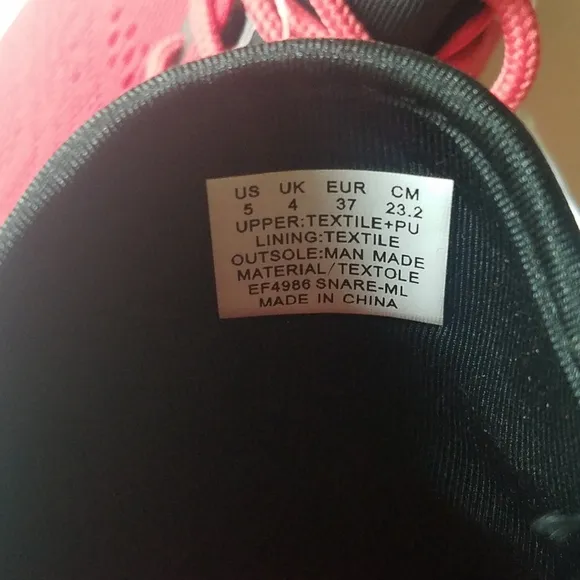 US UK EUR CM
5 4 37 23.2
UPPER:TEXTILE+PU
LINING:TEXTILE
OUTSOLE:MAN MADE
MATERIAL/TEXTOLE
EF4986 SNARE-ML
MADE IN CHINA